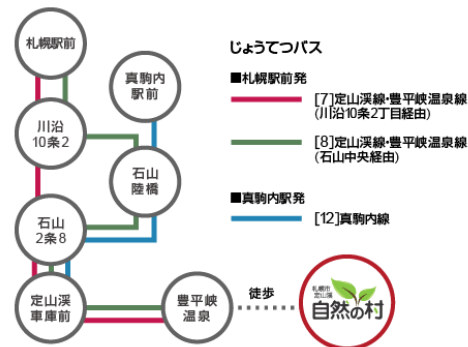 札幌駅前
真駒内
駅前
川沿
10条2
石山
陸橋
石山
2条8
定山渓
車庫前
豊平峡
温泉
徒歩
札幌市
定山渓
自然の村
じょうてつバス
■札幌駅前発
[7]定山渓線・豊平峡温泉線
(川沿10条2丁目経由)
[8]定山渓線・豊平峡温泉線
(石山中央経由)
■真駒内駅発
[12]真駒内線